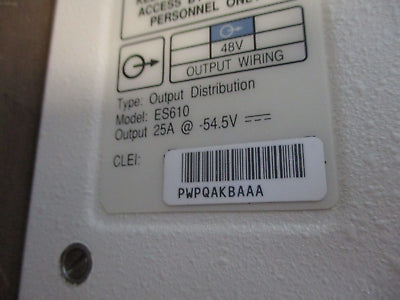 ACCESS
PERSONNEL ONLY
48V
OUTPUT WIRING
Type: Output Distribution
Model: ES610
Output 25A @ -54.5V
CLEI:
PWPQAKBAAA